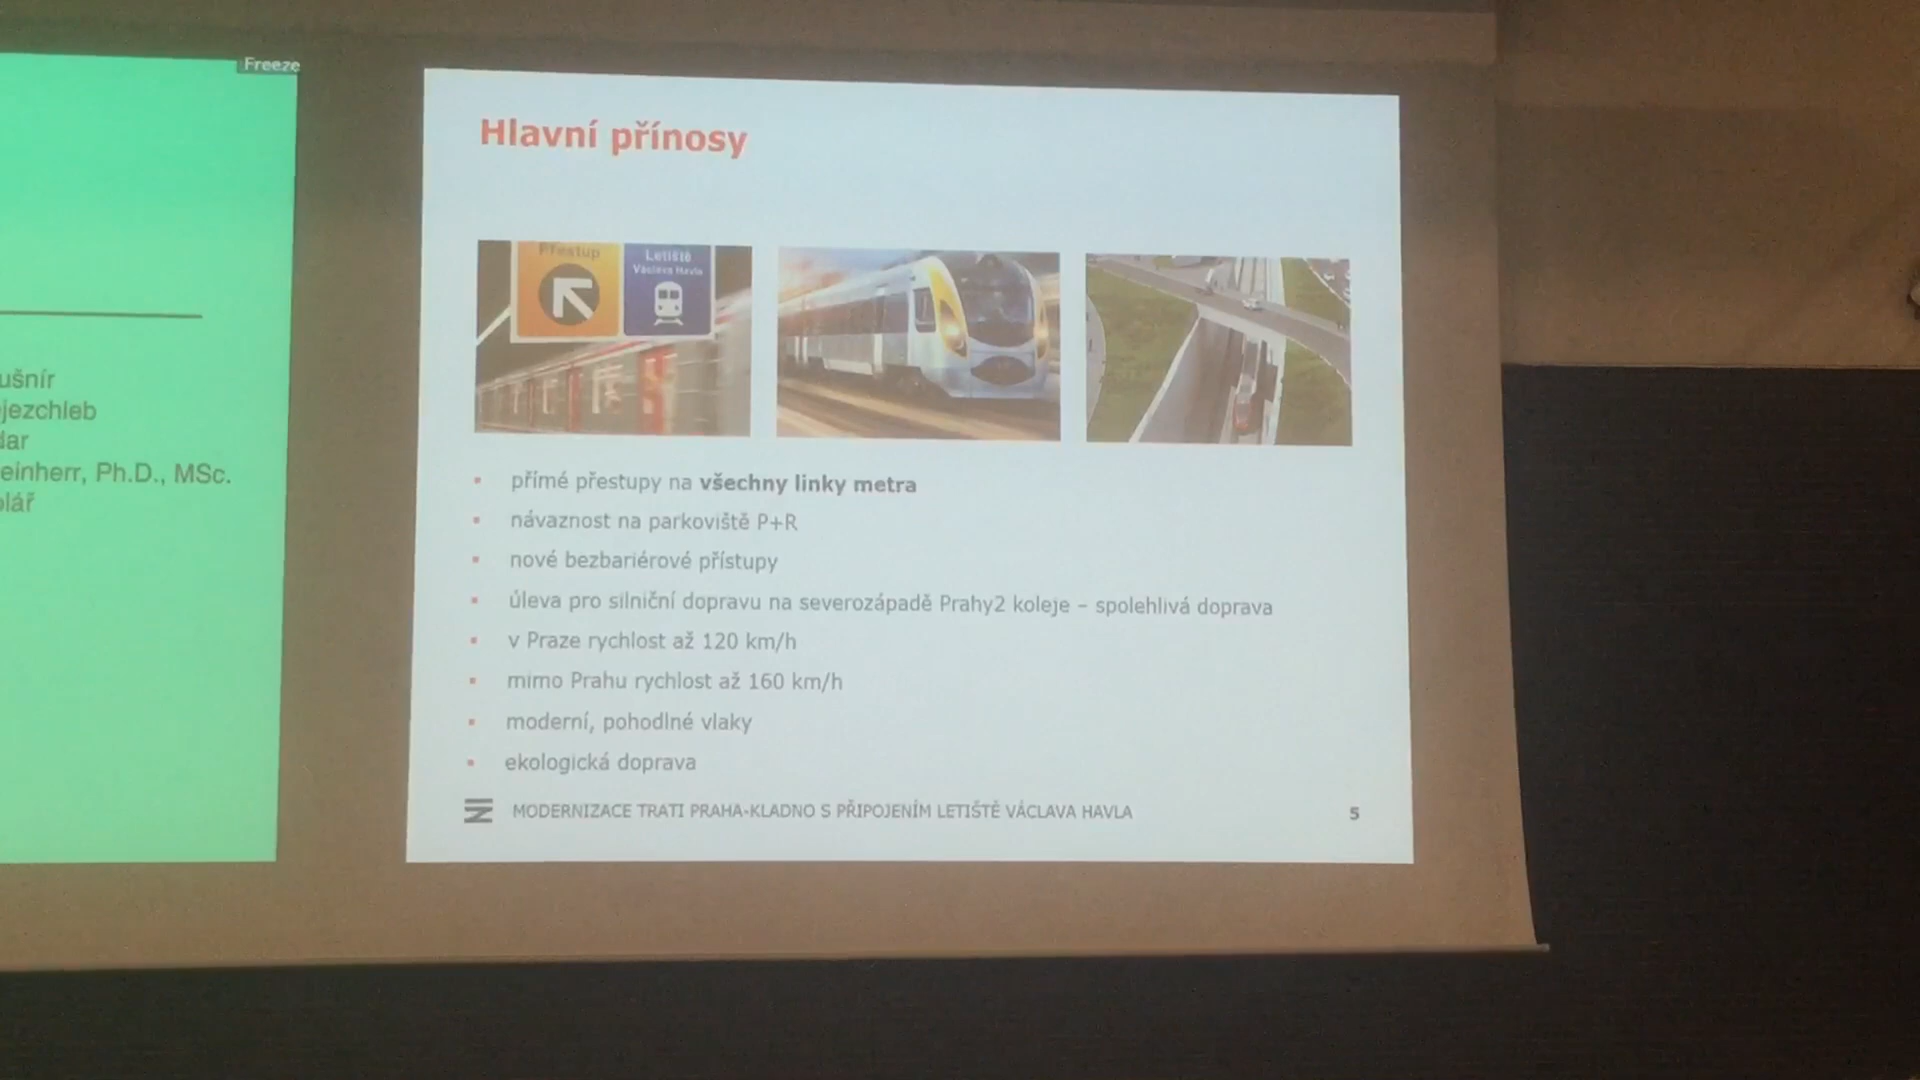 Freeze
ušnír
jezchleb
dar
einherr, Ph.D., MSc.
olář
Hlavní přínosy
Přestup
Letiště
Václava Havla
přímé přestupy na všechny linky metra
návaznost na parkoviště P+R
nové bezbariérové přístupy
úleva pro silniční dopravu na severozápadě Prahy2 koleje – spolehlivá doprava
v Praze rychlost až 120 km/h
mimo Prahu rychlost až 160 km/h
moderní, pohodlné vlaky
ekologická doprava
MODERNIZACE TRATI PRAHA-KLADNO S PŘIPOJENÍM LETIŠTĚ VÁCLAVA HAVLA
5